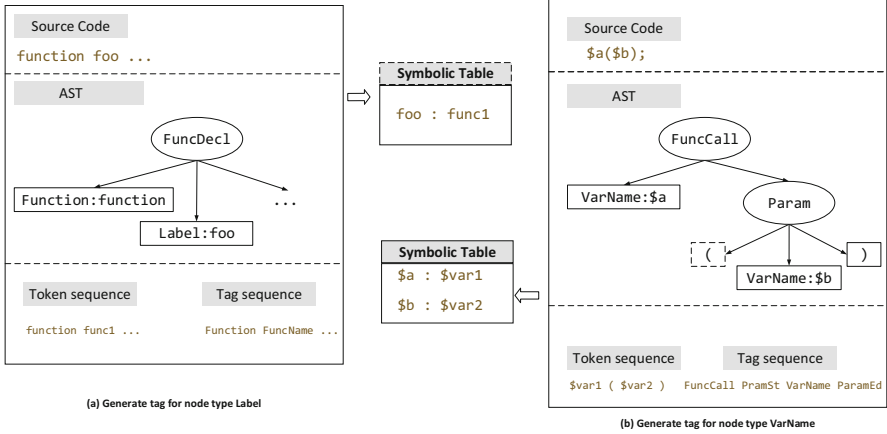 Source Code
function foo ...
AST
FuncDecl
Function:function
...
Label:foo
Token sequence
Tag sequence
function func1 ...
Function FuncName ...
(a) Generate tag for node type Label
Symbolic Table
foo : func1
Symbolic Table
$a : $var1
$b : $var2
Source Code
$a($b);
AST
FuncCall
VarName:$a
Param
(
)
VarName:$b
Token sequence
Tag sequence
$var1 ( $var2 )
FuncCall PramSt VarName ParamEd
(b) Generate tag for node type VarName